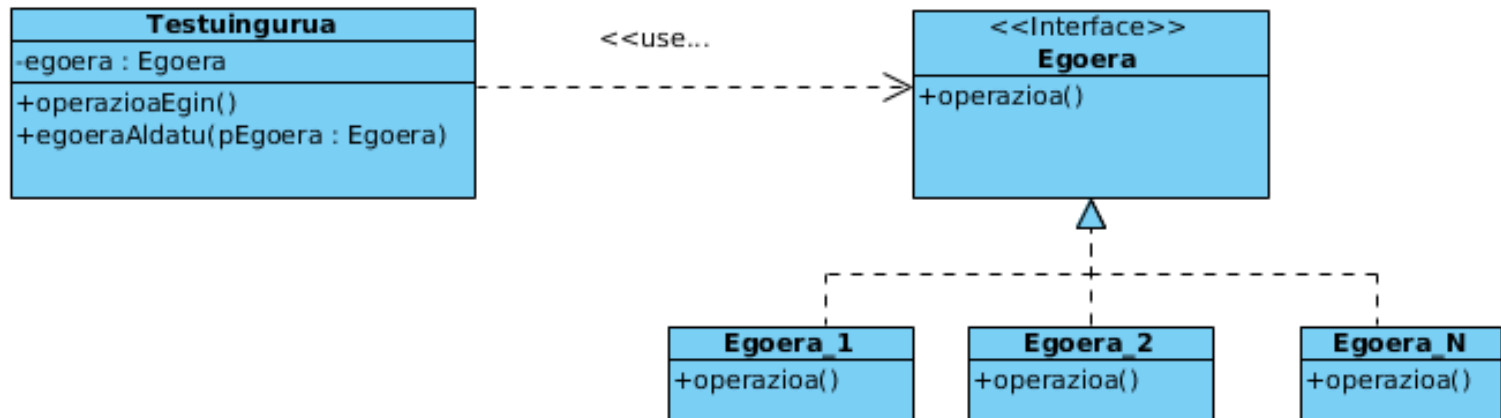 Testuingurua
-egoera : Egoera
+operazioaEgin()
+egoeraAldatu(pEgoera : Egoera)
<<use...
<<Interface>>
Egoera
+operazioa()
Egoera_1
+operazioa()
Egoera_2
+operazioa()
Egoera_N
+operazioa()